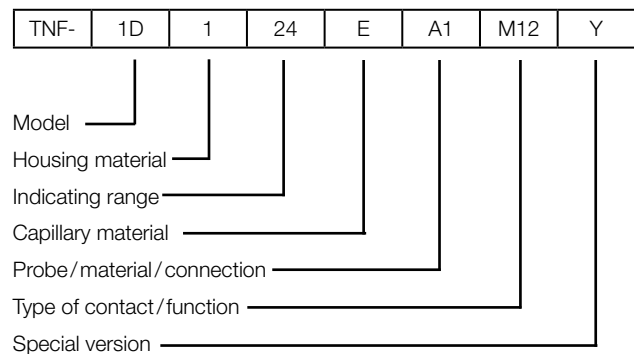 TNF- 1D 1 24 E A1 M12 Y
Model
Housing material
Indicating range
Capillary material
Probe/material/connection
Type of contact/function
Special version